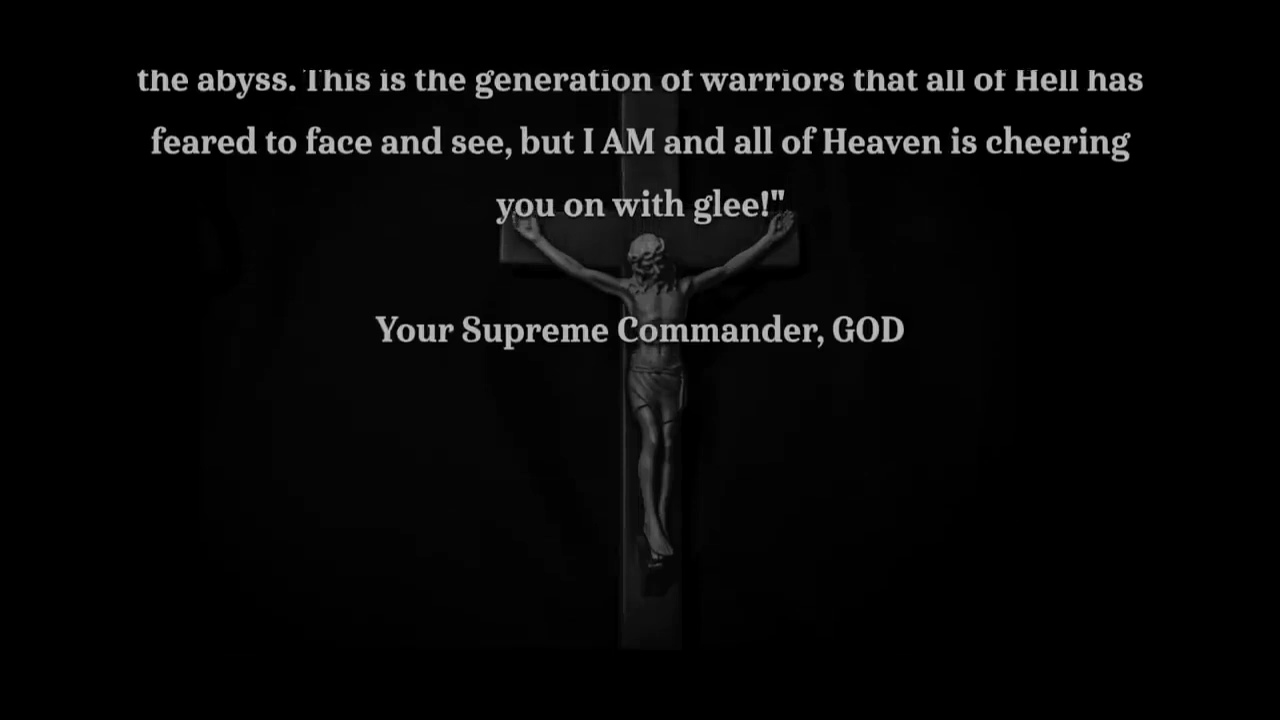 the abyss. This is the generation of warriors that all of Hell has
feared to face and see, but I AM and all of Heaven is cheering
you on with glee!"
Your Supreme Commander, GOD